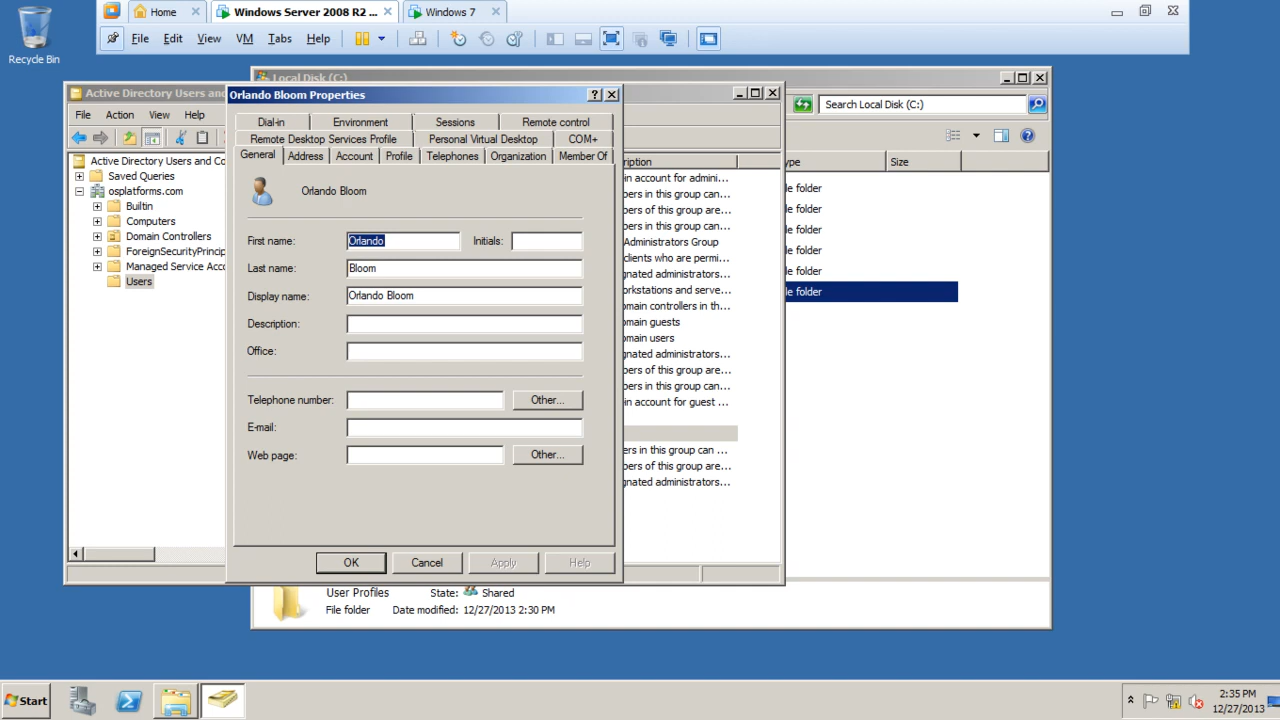 Recycle Bin
Home
Windows Server 2008 R2 ...
Windows 7
File Edit View VM Tabs Help
Local Disk (C:)
Search Local Disk (C:)
Size
User Profiles State: Shared
File folder Date modified: 12/27/2013 2:30 PM
Active Directory Users and
File Action View Help
Active Directory Users and Co
Saved Queries
osplatforms.com
Builtin
Computers
Domain Controllers
ForeignSecurityPrincip
Managed Service Acco
Users
Orlando Bloom Properties
Dial-in Environment Sessions Remote control
Remote Desktop Services Profile Personal Virtual Desktop COM+
General Address Account Profile Telephones Organization Member Of
Orlando Bloom
First name: Orlando Initials:
Last name: Bloom
Display name: Orlando Bloom
Description:
Office:
Telephone number: Other...
E-mail:
Web page: Other...
OK Cancel Apply Help
ription
in account for admini...
bers in this group can...
bers of this group are...
bers in this group can...
Administrators Group
clients who are permi...
gnated administrators...
orkstations and serve...
omain controllers in th...
omain guests
omain users
gnated administrators...
bers of this group are...
bers in this group can...
in account for guest ...
ers in this group can ...
bers of this group are...
gnated administrators...
ype
le folder
le folder
le folder
le folder
le folder
le folder
Start
2:35 PM
12/27/2013